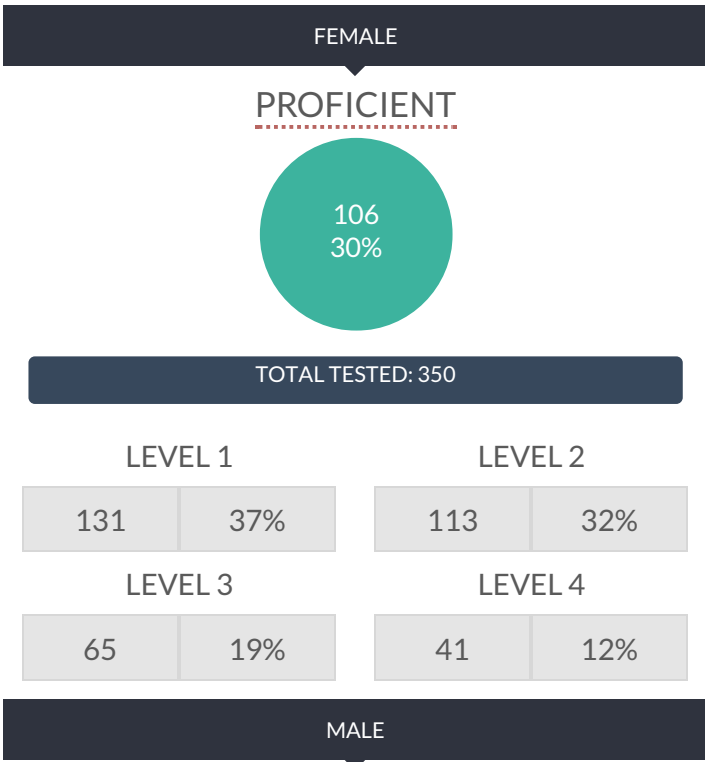 FEMALE
PROFICIENT
106
30%
TOTAL TESTED: 350
LEVEL 1 LEVEL 2
131 37% 113 32%
LEVEL 3 LEVEL 4
65 19% 41 12%
MALE